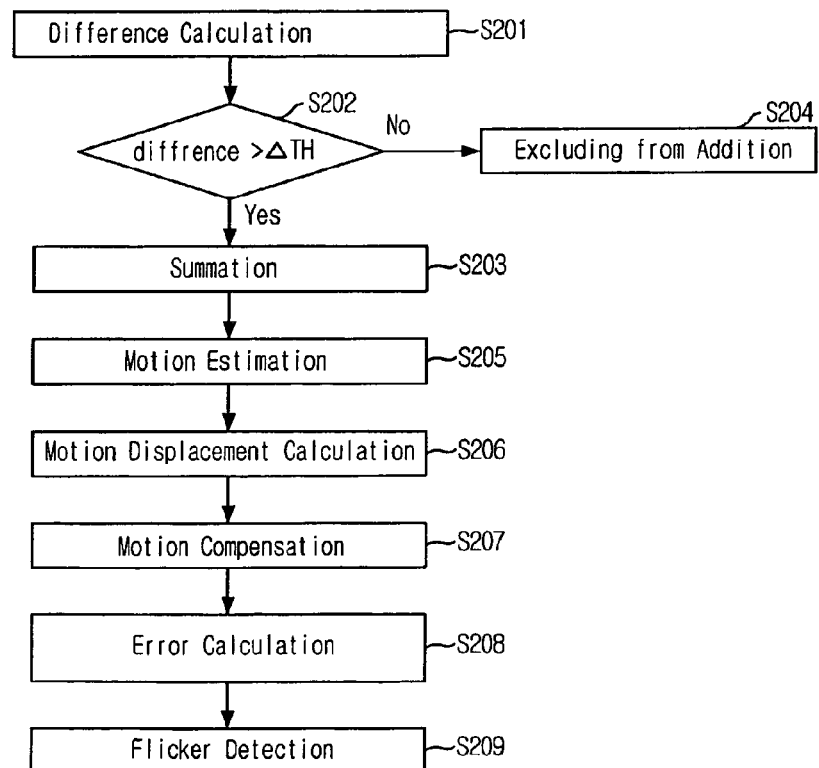 Difference Calculation
S201
S202
diffrence >△TH
No
S204
Excluding from Addition
Yes
Summation
S203
Motion Estimation
S205
Motion Displacement Calculation
S206
Motion Compensation
S207
Error Calculation
S208
Flicker Detection
S209